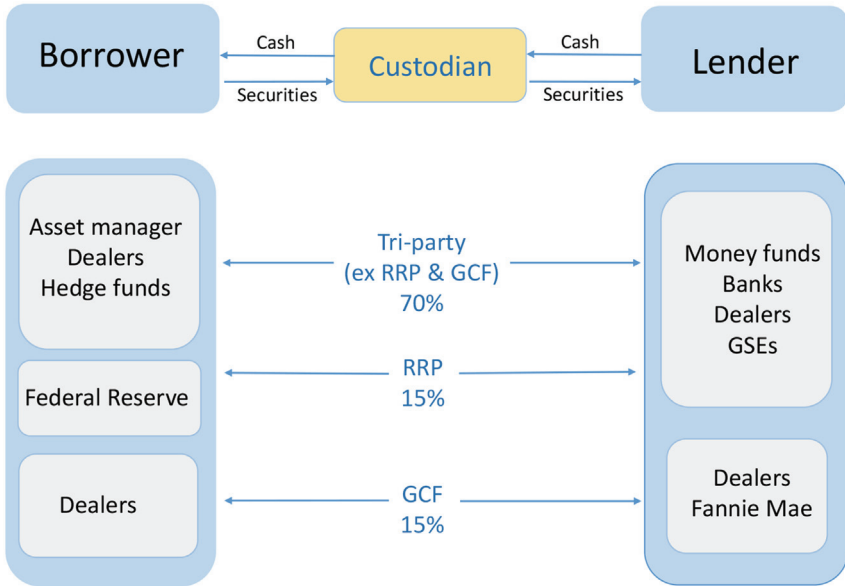 Borrower
Cash
Securities
Custodian
Cash
Securities
Lender
Asset manager
Dealers
Hedge funds
Tri-party
(ex RRP & GCF)
70%
Money funds
Banks
Dealers
GSEs
Federal Reserve
RRP
15%
Dealers
GCF
15%
Dealers
Fannie Mae